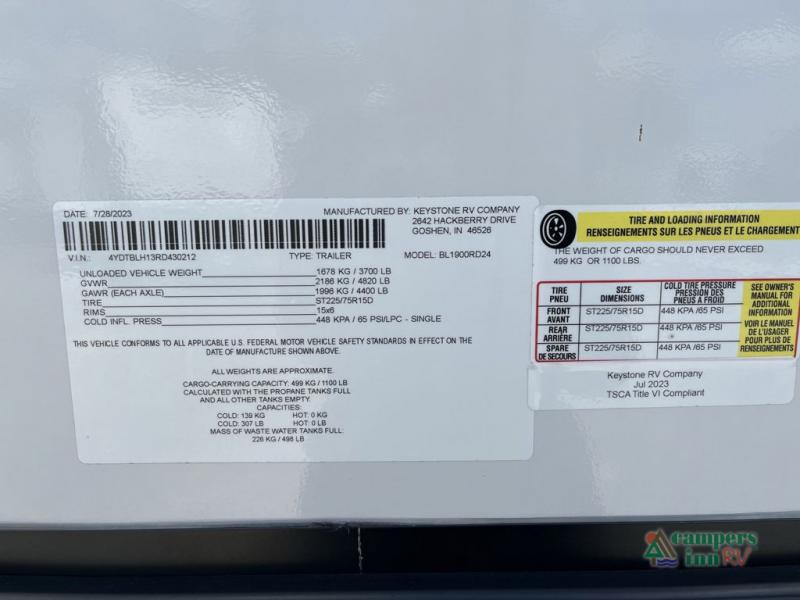 DATE: 7/28/2023 MANUFACTURED BY: KEYSTONE RV COMPANY
2642 HACKBERRY DRIVE
GOSHEN, IN 46526
V.I.N.: 4YDTBLH13RD430212 TYPE: TRAILER MODEL: BL1900RD24
UNLOADED VEHICLE WEIGHT 1678 KG / 3700 LB
GVWR 2186 KG / 4820 LB
GAWR (EACH AXLE) 1996 KG / 4400 LB
TIRE ST225/75R15D
RIMS 15x6
COLD INFL. PRESS 448 KPA / 65 PSI/LPC - SINGLE
THIS VEHICLE CONFORMS TO ALL APPLICABLE U.S. FEDERAL MOTOR VEHICLE SAFETY STANDARDS IN EFFECT ON THE
DATE OF MANUFACTURE SHOWN ABOVE.
ALL WEIGHTS ARE APPROXIMATE.
CARGO-CARRYING CAPACITY: 499 KG / 1100 LB
CALCULATED WITH THE PROPANE TANKS FULL
AND ALL OTHER TANKS EMPTY.
CAPACITIES:
COLD: 139 KG HOT: 0 KG
COLD: 307 LB HOT: 0 LB
MASS OF WASTE WATER TANKS FULL:
226 KG / 498 LB
TIRE AND LOADING INFORMATION
RENSEIGNEMENTS SUR LES PNEUS ET LE CHARGEMENT
THE WEIGHT OF CARGO SHOULD NEVER EXCEED
499 KG OR 1100 LBS.
TIRE
PNEU
SIZE
DIMENSIONS
COLD TIRE PRESSURE
PRESSION DES
PNEUS A FROID
FRONT
AVANT
ST225/75R15D
448 KPA /65 PSI
REAR
ARRIÈRE
ST225/75R15D
448 KPA /65 PSI
SPARE
DE SECOURS
ST225/75R15D
448 KPA /65 PSI
SEE OWNER'S
MANUAL FOR
ADDITIONAL
INFORMATION
VOIR LE MANUEL
DE L'USAGER
POUR PLUS DE
RENSEIGNEMENTS
Keystone RV Company
Jul 2023
TSCA Title VI Compliant
campers
inn RV